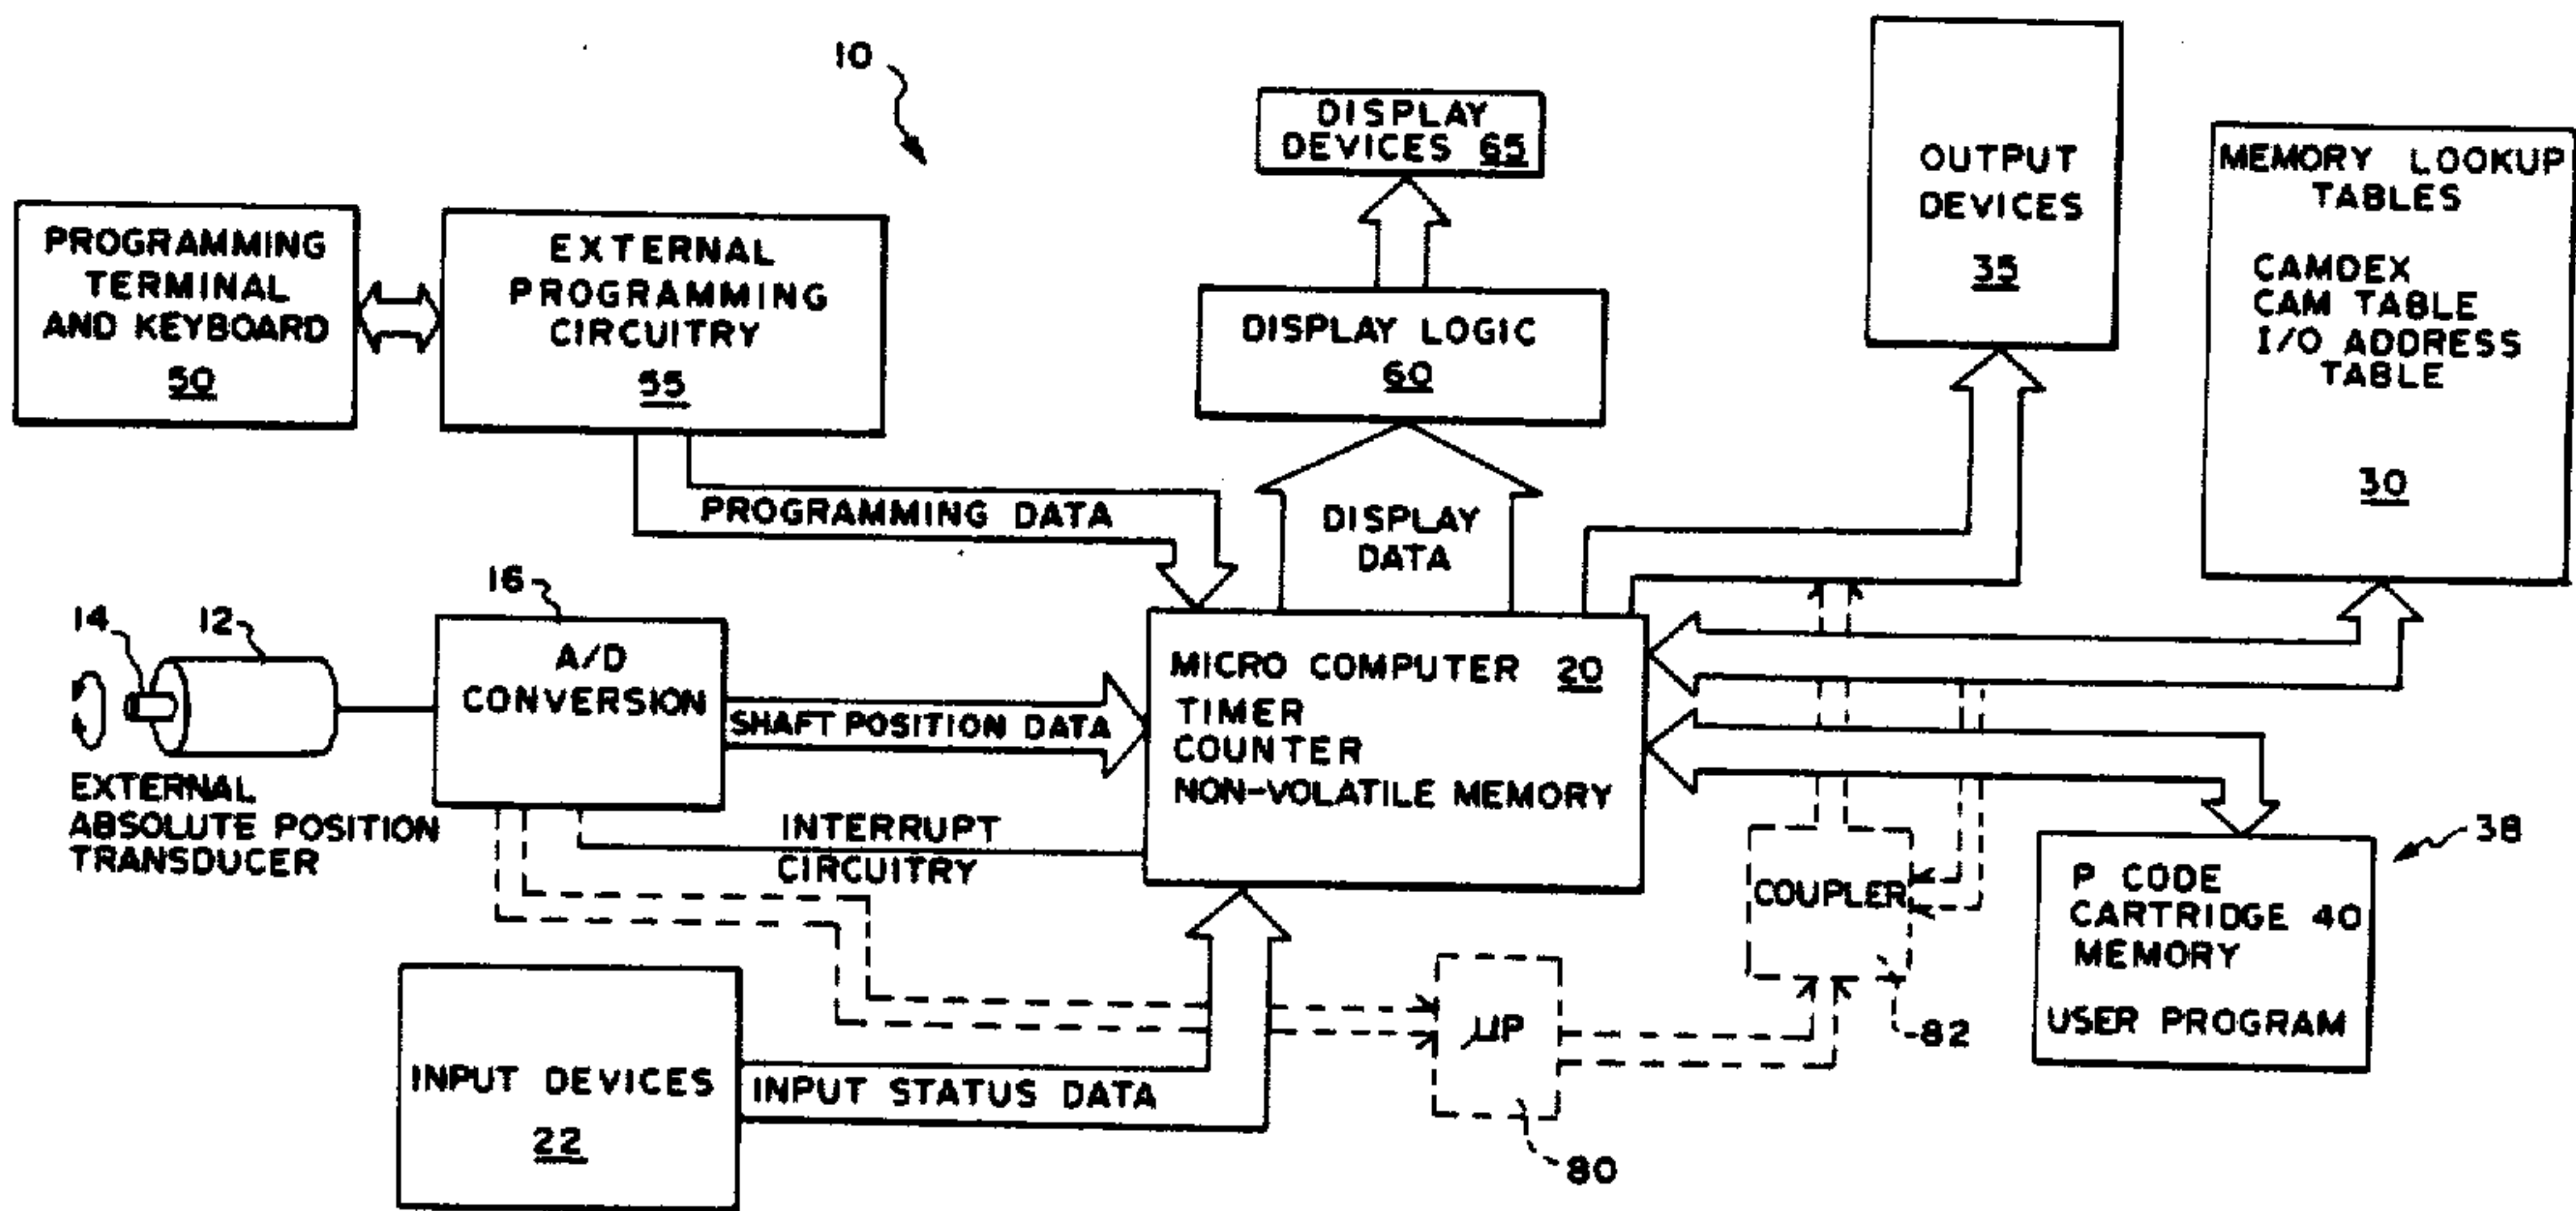 10
DISPLAY
DEVICES 65
OUTPUT
DEVICES
35
MEMORY LOOKUP
TABLES
CAMDEX
CAM TABLE
I/O ADDRESS
TABLE
30
PROGRAMMING
TERMINAL
AND KEYBOARD
50
EXTERNAL
PROGRAMMING
CIRCUITRY
55
DISPLAY LOGIC
60
PROGRAMMING DATA
DISPLAY
DATA
14
12
16
A/D
CONVERSION
SHAFT POSITION DATA
EXTERNAL
ABSOLUTE POSITION
TRANSDUCER
INTERRUPT
CIRCUITRY
MICRO COMPUTER 20
TIMER
COUNTER
NON-VOLATILE MEMORY
38
P CODE
CARTRIDGE 40
MEMORY
USER PROGRAM
COUPLER
82
μP
80
INPUT DEVICES
22
INPUT STATUS DATA